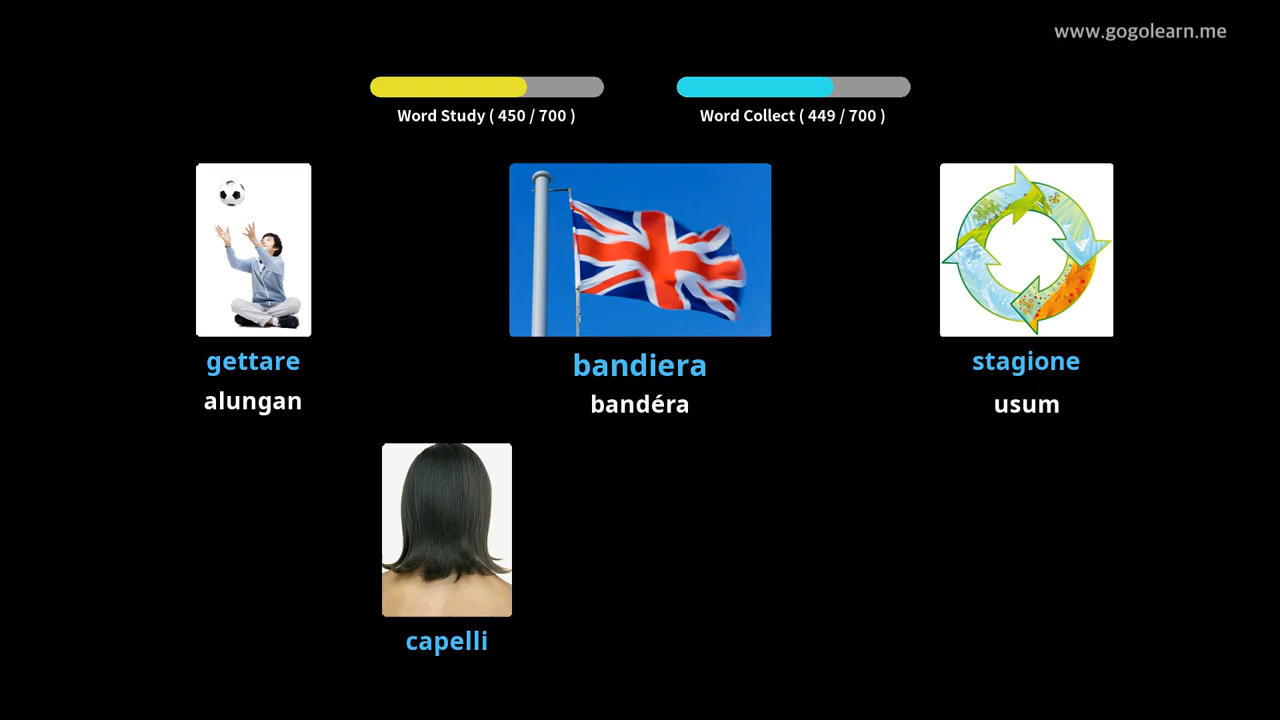 www.gogolearn.me
Word Study ( 450 / 700 )
Word Collect ( 449 / 700 )
gettare
alungan
bandiera
bandéra
stagione
usum
capelli